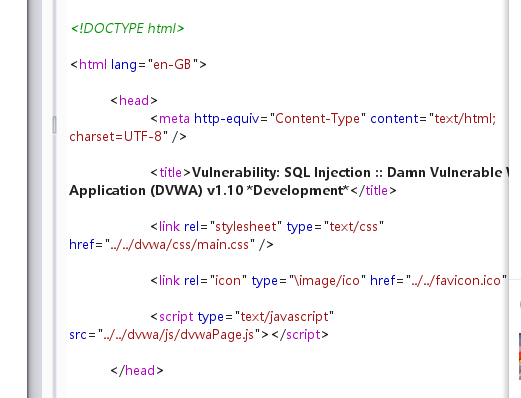 <!DOCTYPE html>
<html lang="en-GB">
<head>
<meta http-equiv="Content-Type" content="text/html;
charset=UTF-8" />
<title>Vulnerability: SQL Injection :: Damn Vulnerable
Application (DVWA) v1.10 *Development*</title>
<link rel="stylesheet" type="text/css"
href="../../dvwa/css/main.css" />
<link rel="icon" type="\image/ico" href="../../favicon.ico"
<script type="text/javascript"
src="../../dvwa/js/dvwaPage.js"></script>
</head>